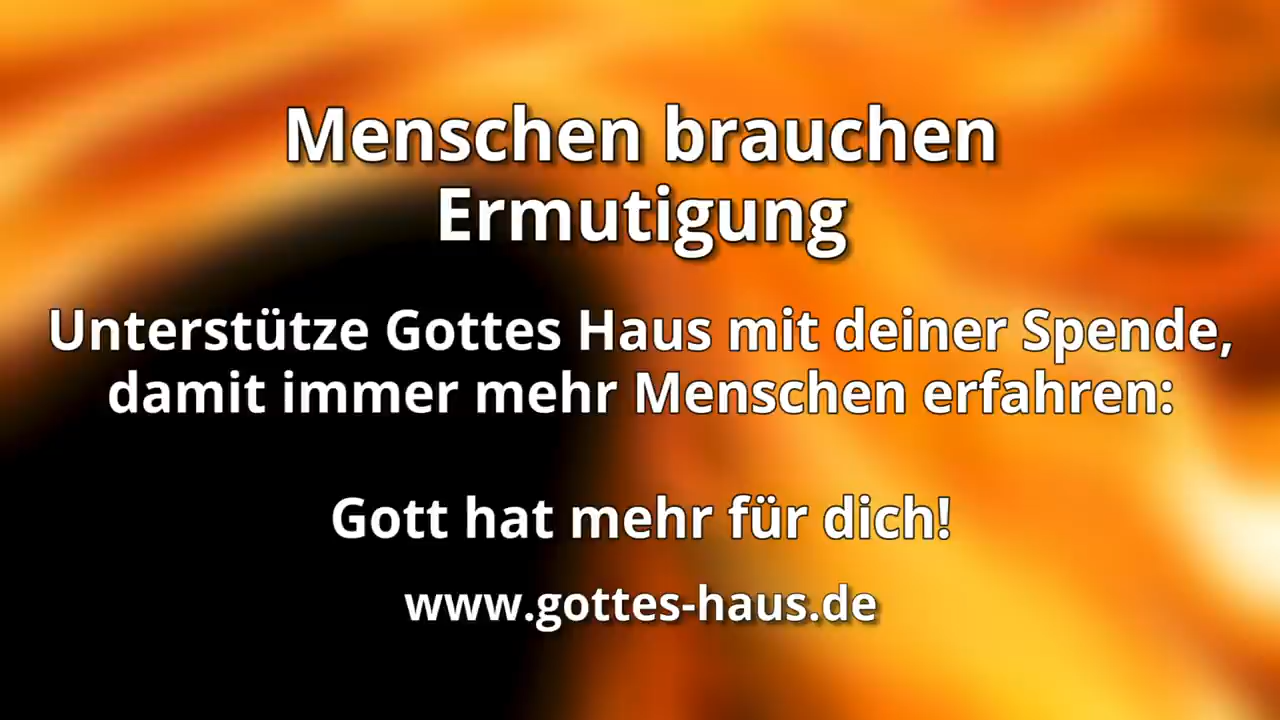 Menschen brauchen
Ermutigung
Unterstütze Gottes Haus mit deiner Spende,
damit immer mehr Menschen erfahren:
Gott hat mehr für dich!
www.gottes-haus.de